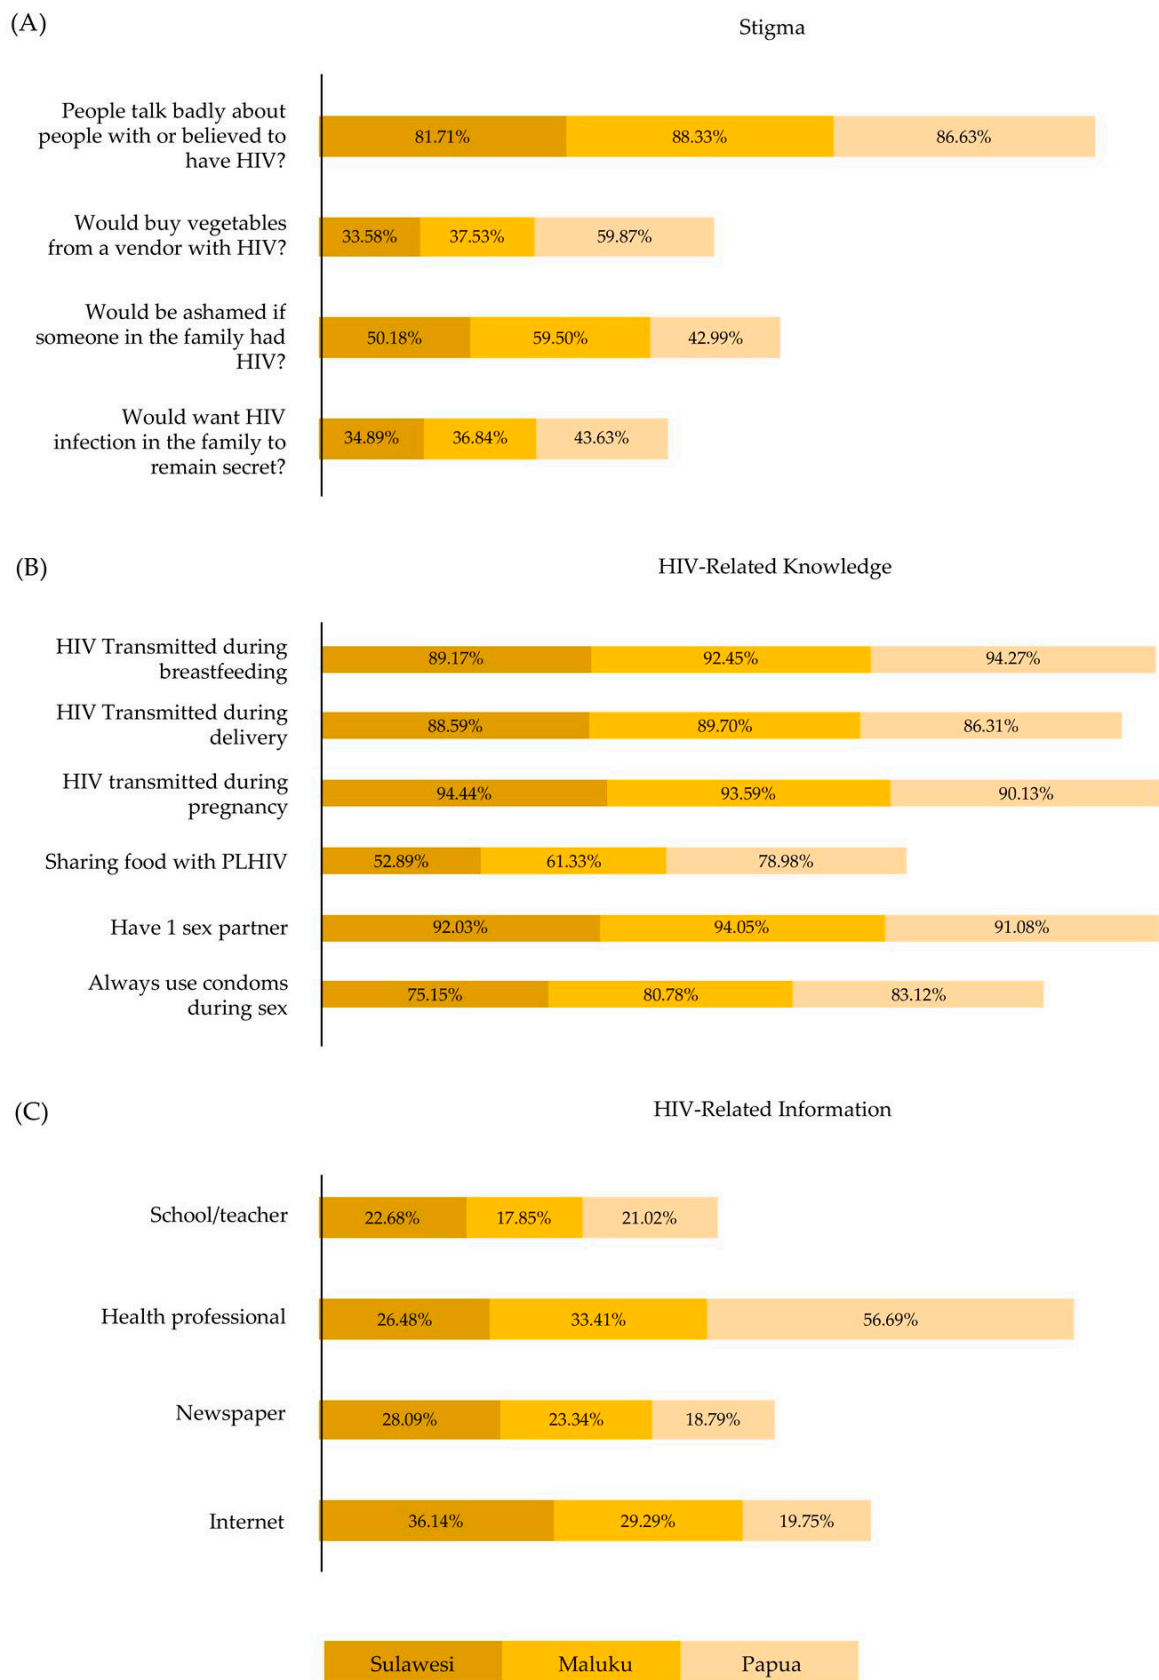 (A)
Stigma
People talk badly about
people with or believed to
have HIV?
81.71% 88.33% 86.63%
Would buy vegetables
from a vendor with HIV?
33.58% 37.53% 59.87%
Would be ashamed if
someone in the family had
HIV?
50.18% 59.50% 42.99%
Would want HIV
infection in the family to
remain secret?
34.89% 36.84% 43.63%
(B)
HIV-Related Knowledge
HIV Transmitted during
breastfeeding
89.17% 92.45% 94.27%
HIV Transmitted during
delivery
88.59% 89.70% 86.31%
HIV transmitted during
pregnancy
94.44% 93.59% 90.13%
Sharing food with PLHIV
52.89% 61.33% 78.98%
Have 1 sex partner
92.03% 94.05% 91.08%
Always use condoms
during sex
75.15% 80.78% 83.12%
(C)
HIV-Related Information
School/teacher
22.68% 17.85% 21.02%
Health professional
26.48% 33.41% 56.69%
Newspaper
28.09% 23.34% 18.79%
Internet
36.14% 29.29% 19.75%
Sulawesi Maluku Papua